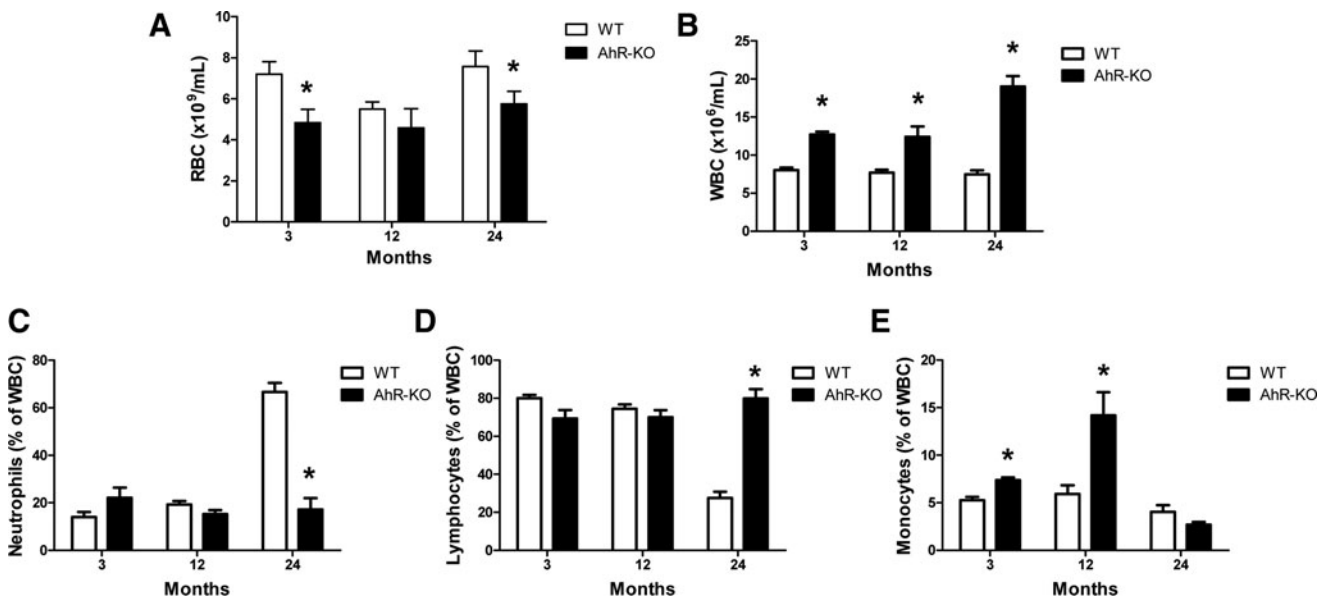 A
RBC (x10⁹/mL)
10
8
6
4
2
0
3
12
24
Months
*
*
WT
AhR-KO
B
WBC (x10⁶/mL)
25
20
15
10
5
0
3
12
24
Months
*
*
*
WT
AhR-KO
C
Neutrophils (% of WBC)
80
60
40
20
0
3
12
24
Months
*
WT
AhR-KO
D
Lymphocytes (% of WBC)
100
80
60
40
20
0
3
12
24
Months
*
WT
AhR-KO
E
Monocytes (% of WBC)
20
15
10
5
0
3
12
24
Months
*
*
WT
AhR-KO